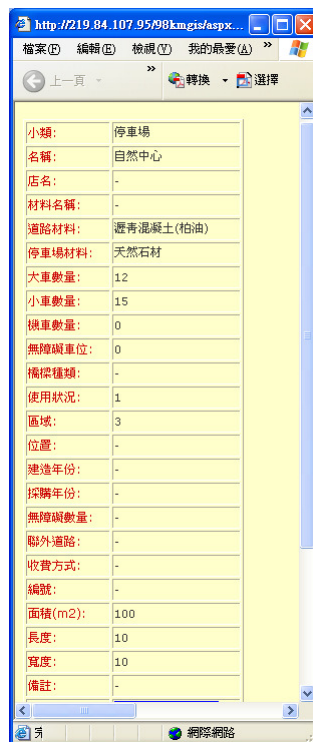 http://219.84.107.95/98kmgis/aspx...
檔案(F) 編輯(E) 檢視(V) 我的最愛(A) »
上一頁 » 轉換 選擇
小類: 停車場
名稱: 自然中心
店名: -
材料名稱: -
道路材料: 瀝青混凝土(柏油)
停車場材料: 天然石材
大車數量: 12
小車數量: 15
機車數量: 0
無障礙車位: 0
橋樑種類: -
使用狀況: 1
區域: 3
位置: -
建造年份: -
採購年份: -
無障礙數量: -
聯外道路: -
收費方式: -
編號: -
面積(m2): 100
長度: 10
寬度: 10
備註: -
網際網路